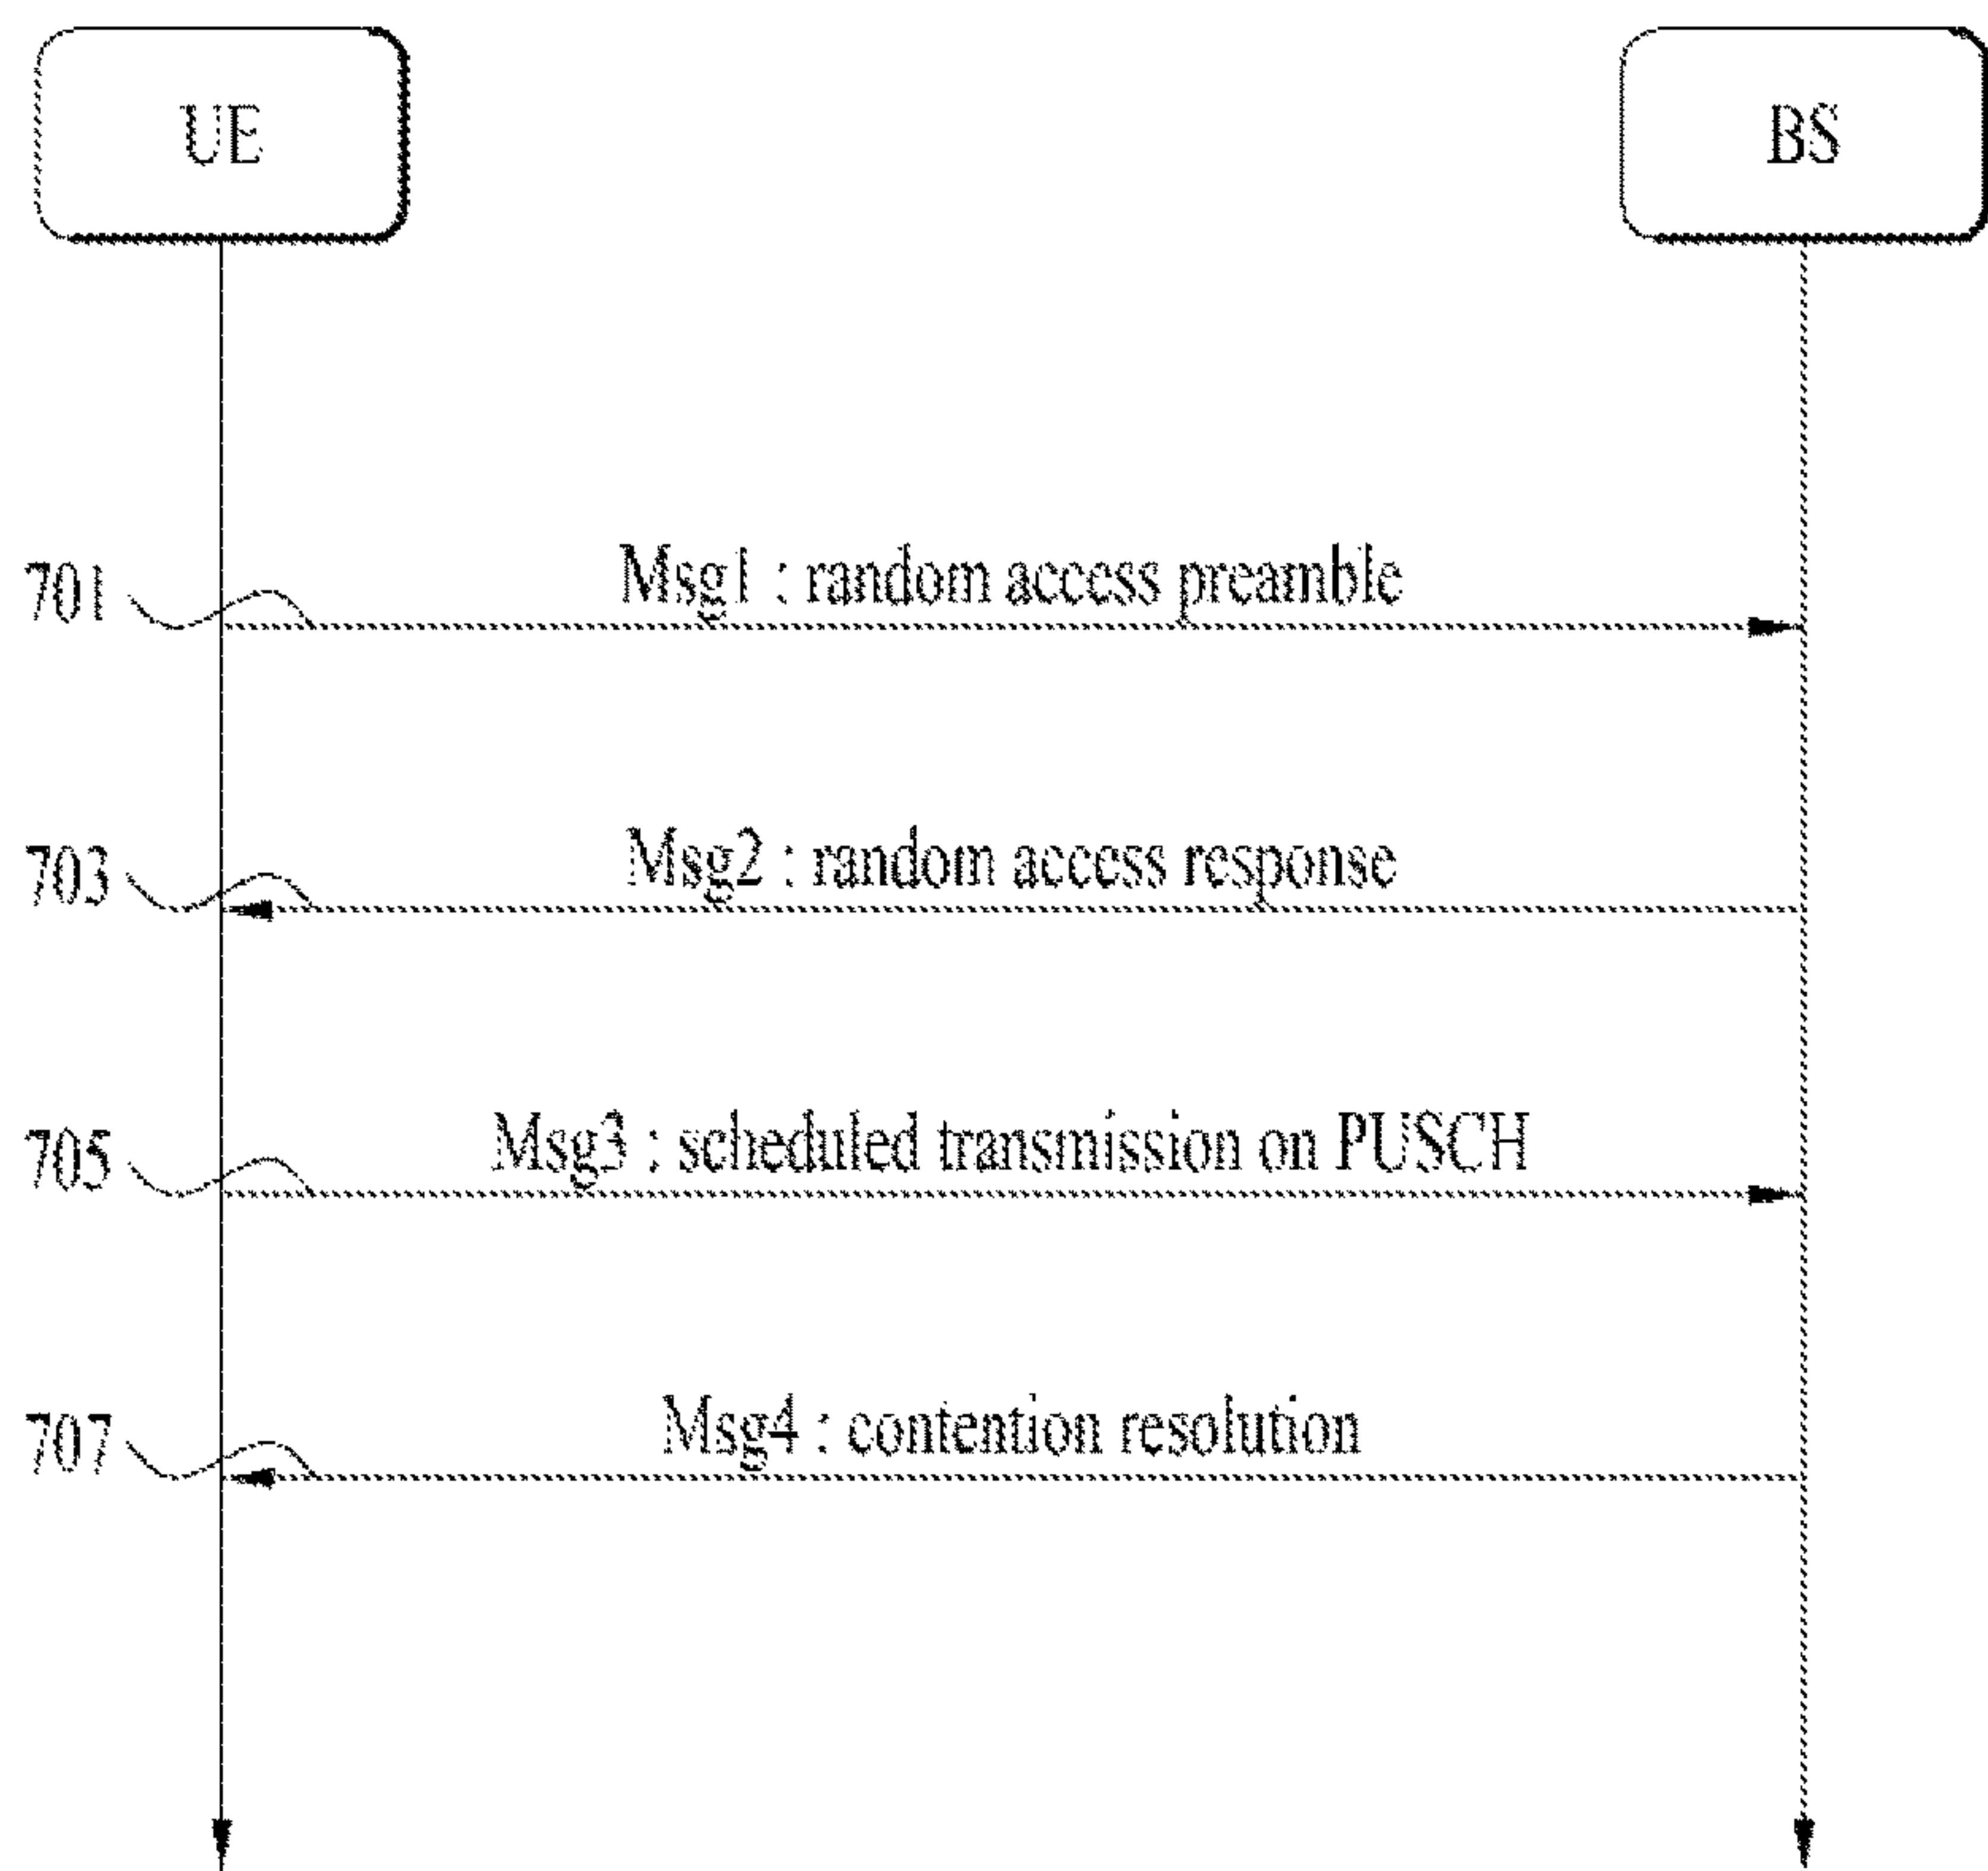 UE
BS
701
Msg1 : random access preamble
703
Msg2 : random access response
705
Msg3 : scheduled transmission on PUSCH
707
Msg4 : contention resolution